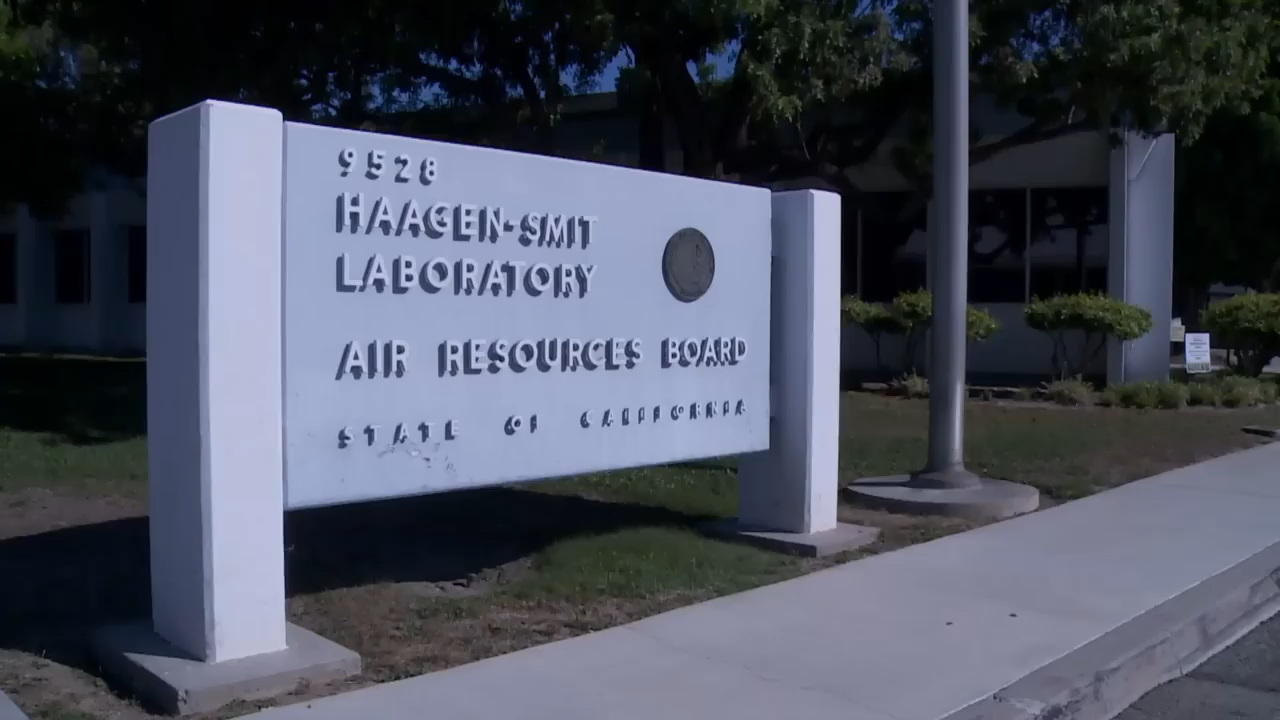 9528
HAAGEN-SMIT
LABORATORY
AIR RESOURCES BOARD
STATE OF CALIFORNIA